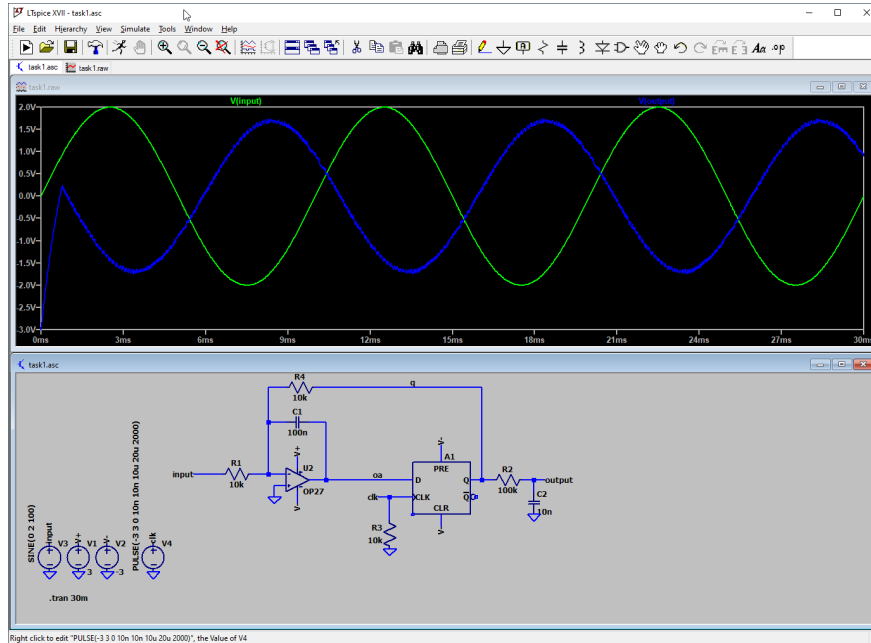 LTspice XVII - task1.asc
File Edit Hierarchy View Simulate Tools Window Help
task1.asc task1.raw
task1.raw
V(input) V(output)
2.0V
1.5V
1.0V
0.5V
0.0V
-0.5V
-1.0V
-1.5V
-2.0V
-2.5V
-3.0V
0ms 3ms 6ms 9ms 12ms 15ms 18ms 21ms 24ms 27ms 30ms
task1.asc
R4
10k
q
C1
100n
V+
U2
OP27
V-
input
R1
10k
oa
V-
A1
PRE
D Q
CLK Q
CLR
V-
clk
R3
10k
R2
100k
output
C2
10n
SINE(0 2 100)
input
V3
V+
V1
3
V-
V2
-3
PULSE(-3 3 0 10n 10n 10u 20u 2000)
clk
V4
.tran 30m
Right click to edit "PULSE(-3 3 0 10n 10n 10u 20u 2000)", the Value of V4